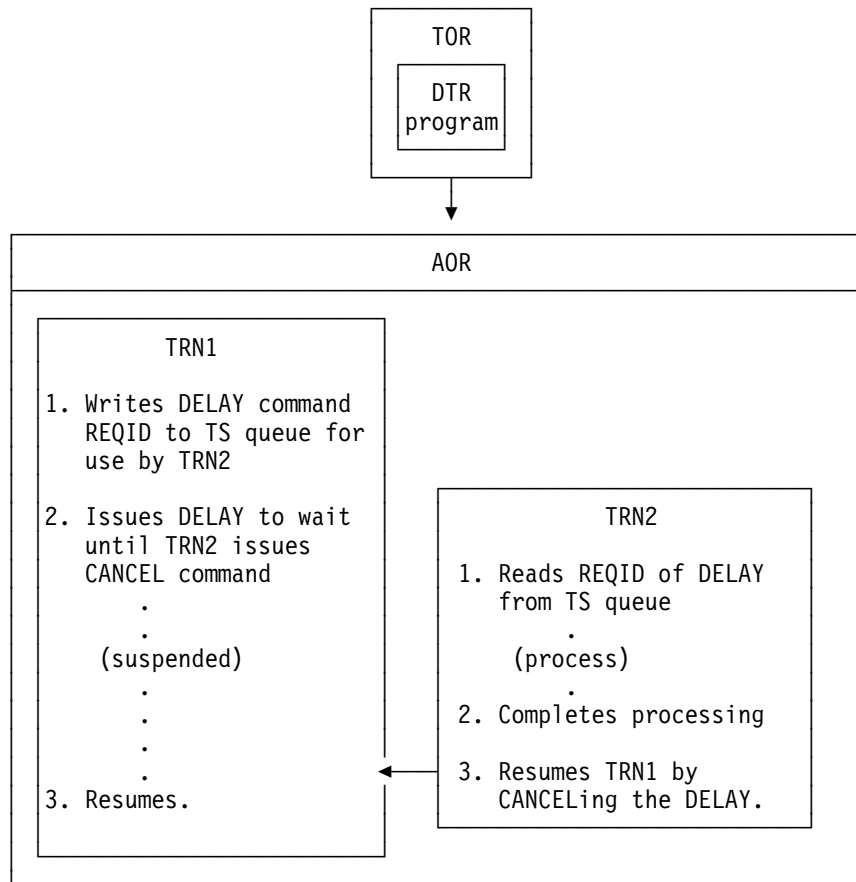 TOR
DTR
program
AOR
TRN1
1. Writes DELAY command
REQID to TS queue for
use by TRN2
2. Issues DELAY to wait
until TRN2 issues
CANCEL command
.
.
(suspended)
.
.
.
.
3. Resumes.
TRN2
1. Reads REQID of DELAY
from TS queue
.
(process)
.
2. Completes processing
3. Resumes TRN1 by
CANCELing the DELAY.